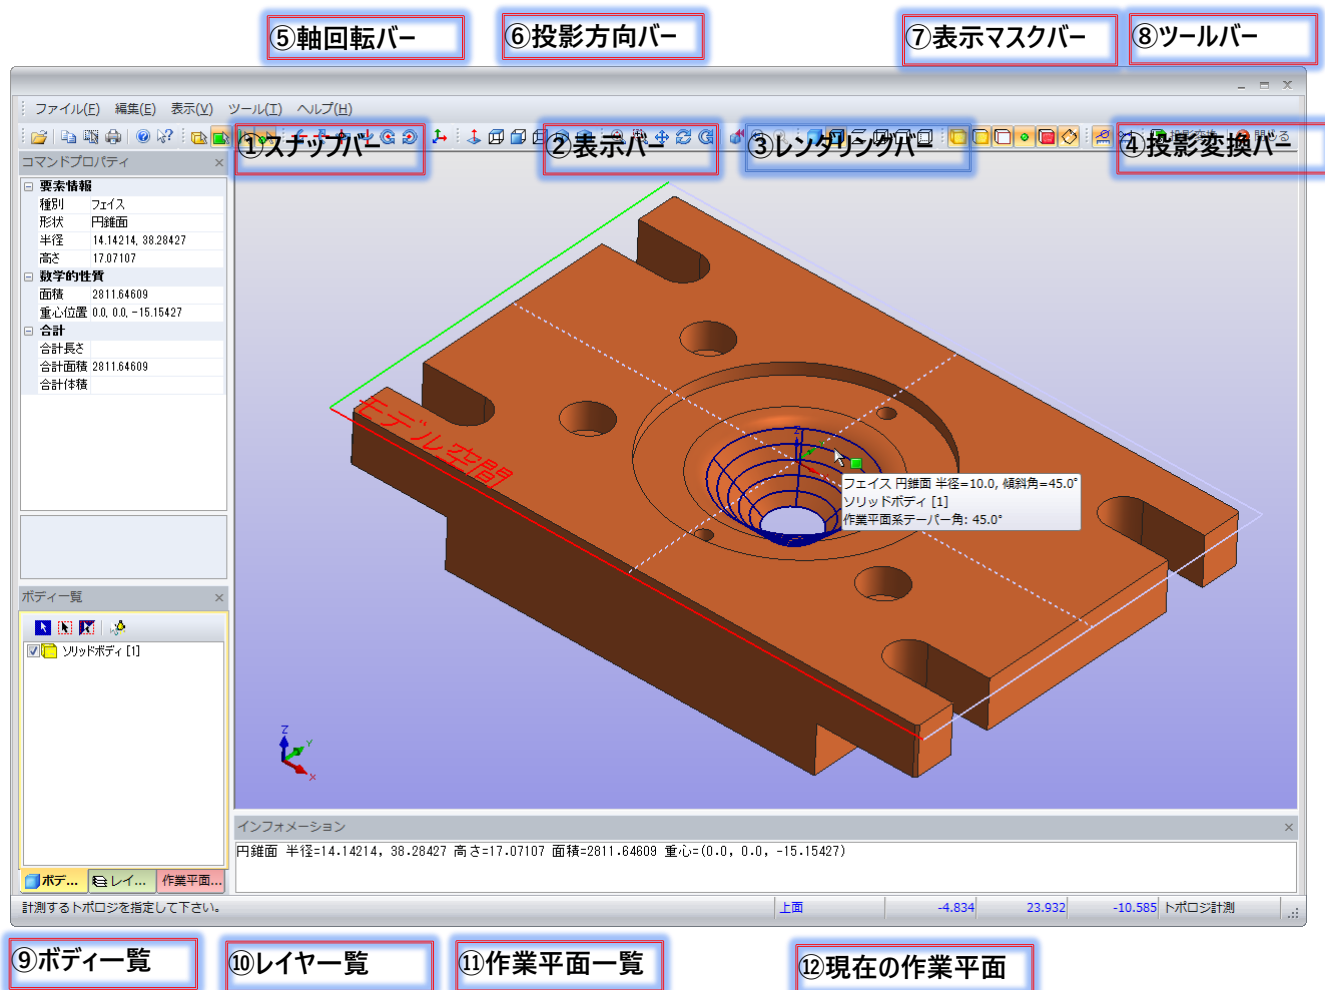 ⑤軸回転バー
⑥投影方向バー
⑦表示マスクバー
⑧ツールバー
ファイル(F) 編集(E) 表示(V) ツール(T) ヘルプ(H)
①スナップバー
②表示バー
③レンダリングバー
④投影変換バー
コマンドプロパティ
要素情報
種別 フェイス
形状 円錐面
半径 14.14214, 38.28427
高さ 17.07107
数学的性質
面積 2811.64609
重心位置 0.0, 0.0, -15.15427
合計
合計長さ
合計面積 2811.64609
合計体積
モデル空間
Z
フェイス 円錐面 半径=10.0, 傾斜角=45.0°
ソリッドボディ [1]
作業平面系テーパー角: 45.0°
ボディ一覧
ソリッドボディ [1]
Z
Y
X
インフォメーション
円錐面 半径=14.14214, 38.28427 高さ=17.07107 面積=2811.64609 重心=(0.0, 0.0, -15.15427)
ボデ... レイ... 作業平面...
計測するトポロジを指定して下さい。
上面 -4.834 23.932 -10.585 トポロジ計測
⑨ボディ一覧
⑩レイヤ一覧
⑪作業平面一覧
⑫現在の作業平面